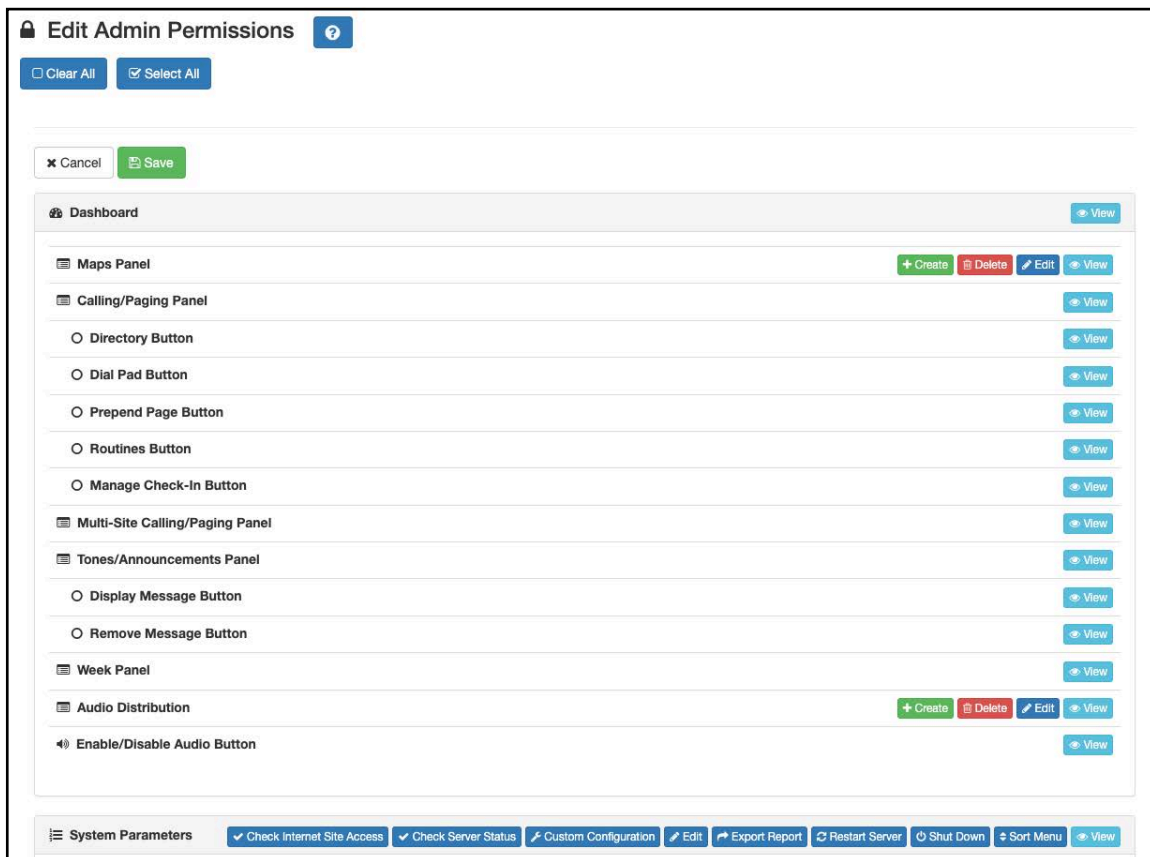 Edit Admin Permissions
Clear All Select All
Cancel Save
Dashboard View
Maps Panel Create Delete Edit View
Calling/Paging Panel View
Directory Button View
Dial Pad Button View
Prepend Page Button View
Routines Button View
Manage Check-In Button View
Multi-Site Calling/Paging Panel View
Tones/Announcements Panel View
Display Message Button View
Remove Message Button View
Week Panel View
Audio Distribution Create Delete Edit View
Enable/Disable Audio Button View
System Parameters Check Internet Site Access Check Server Status Custom Configuration Edit Export Report Restart Server Shut Down Sort Menu View